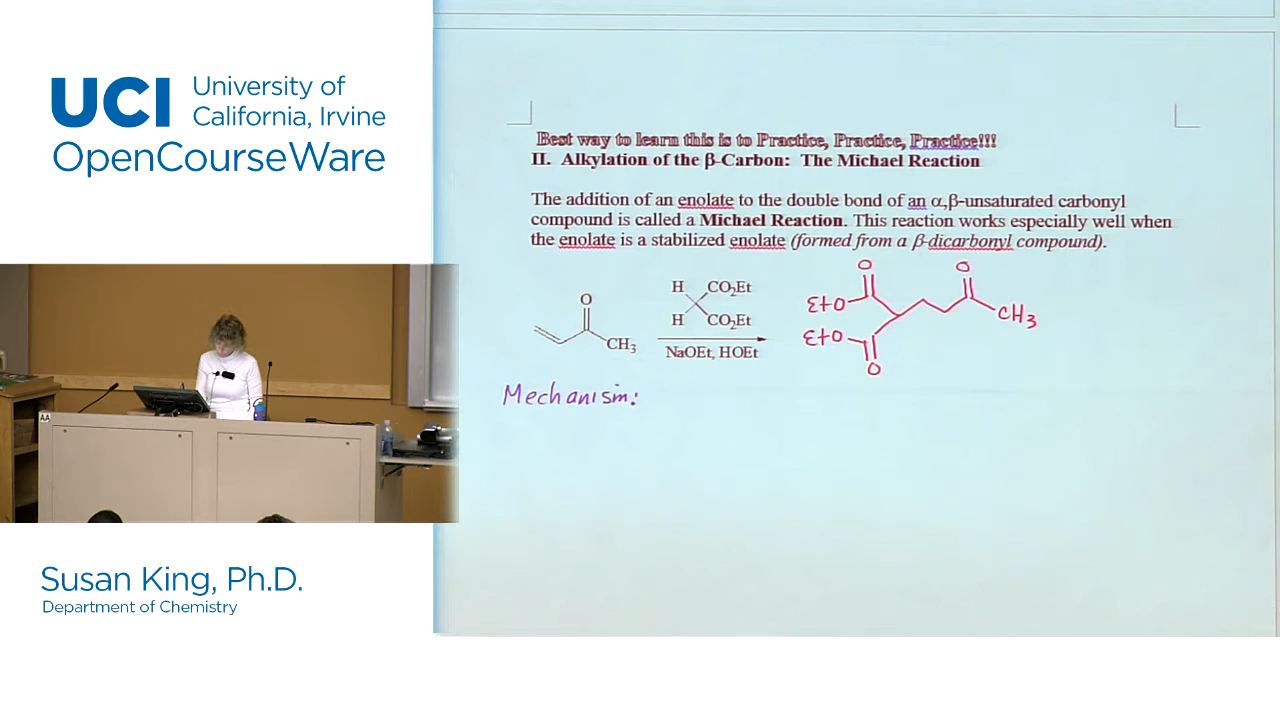 UCI University of
California, Irvine
OpenCourseWare
Best way to learn this is to Practice, Practice, Practice!!!
II. Alkylation of the β-Carbon: The Michael Reaction
The addition of an enolate to the double bond of an α,β-unsaturated carbonyl
compound is called a Michael Reaction. This reaction works especially well when
the enolate is a stabilized enolate (formed from a β-dicarbonyl compound).
O
CH3
H CO2Et
H CO2Et
NaOEt, HOEt
O O
EtO
CH3
EtO
O
Mechanism:
AA
Susan King, Ph.D.
Department of Chemistry